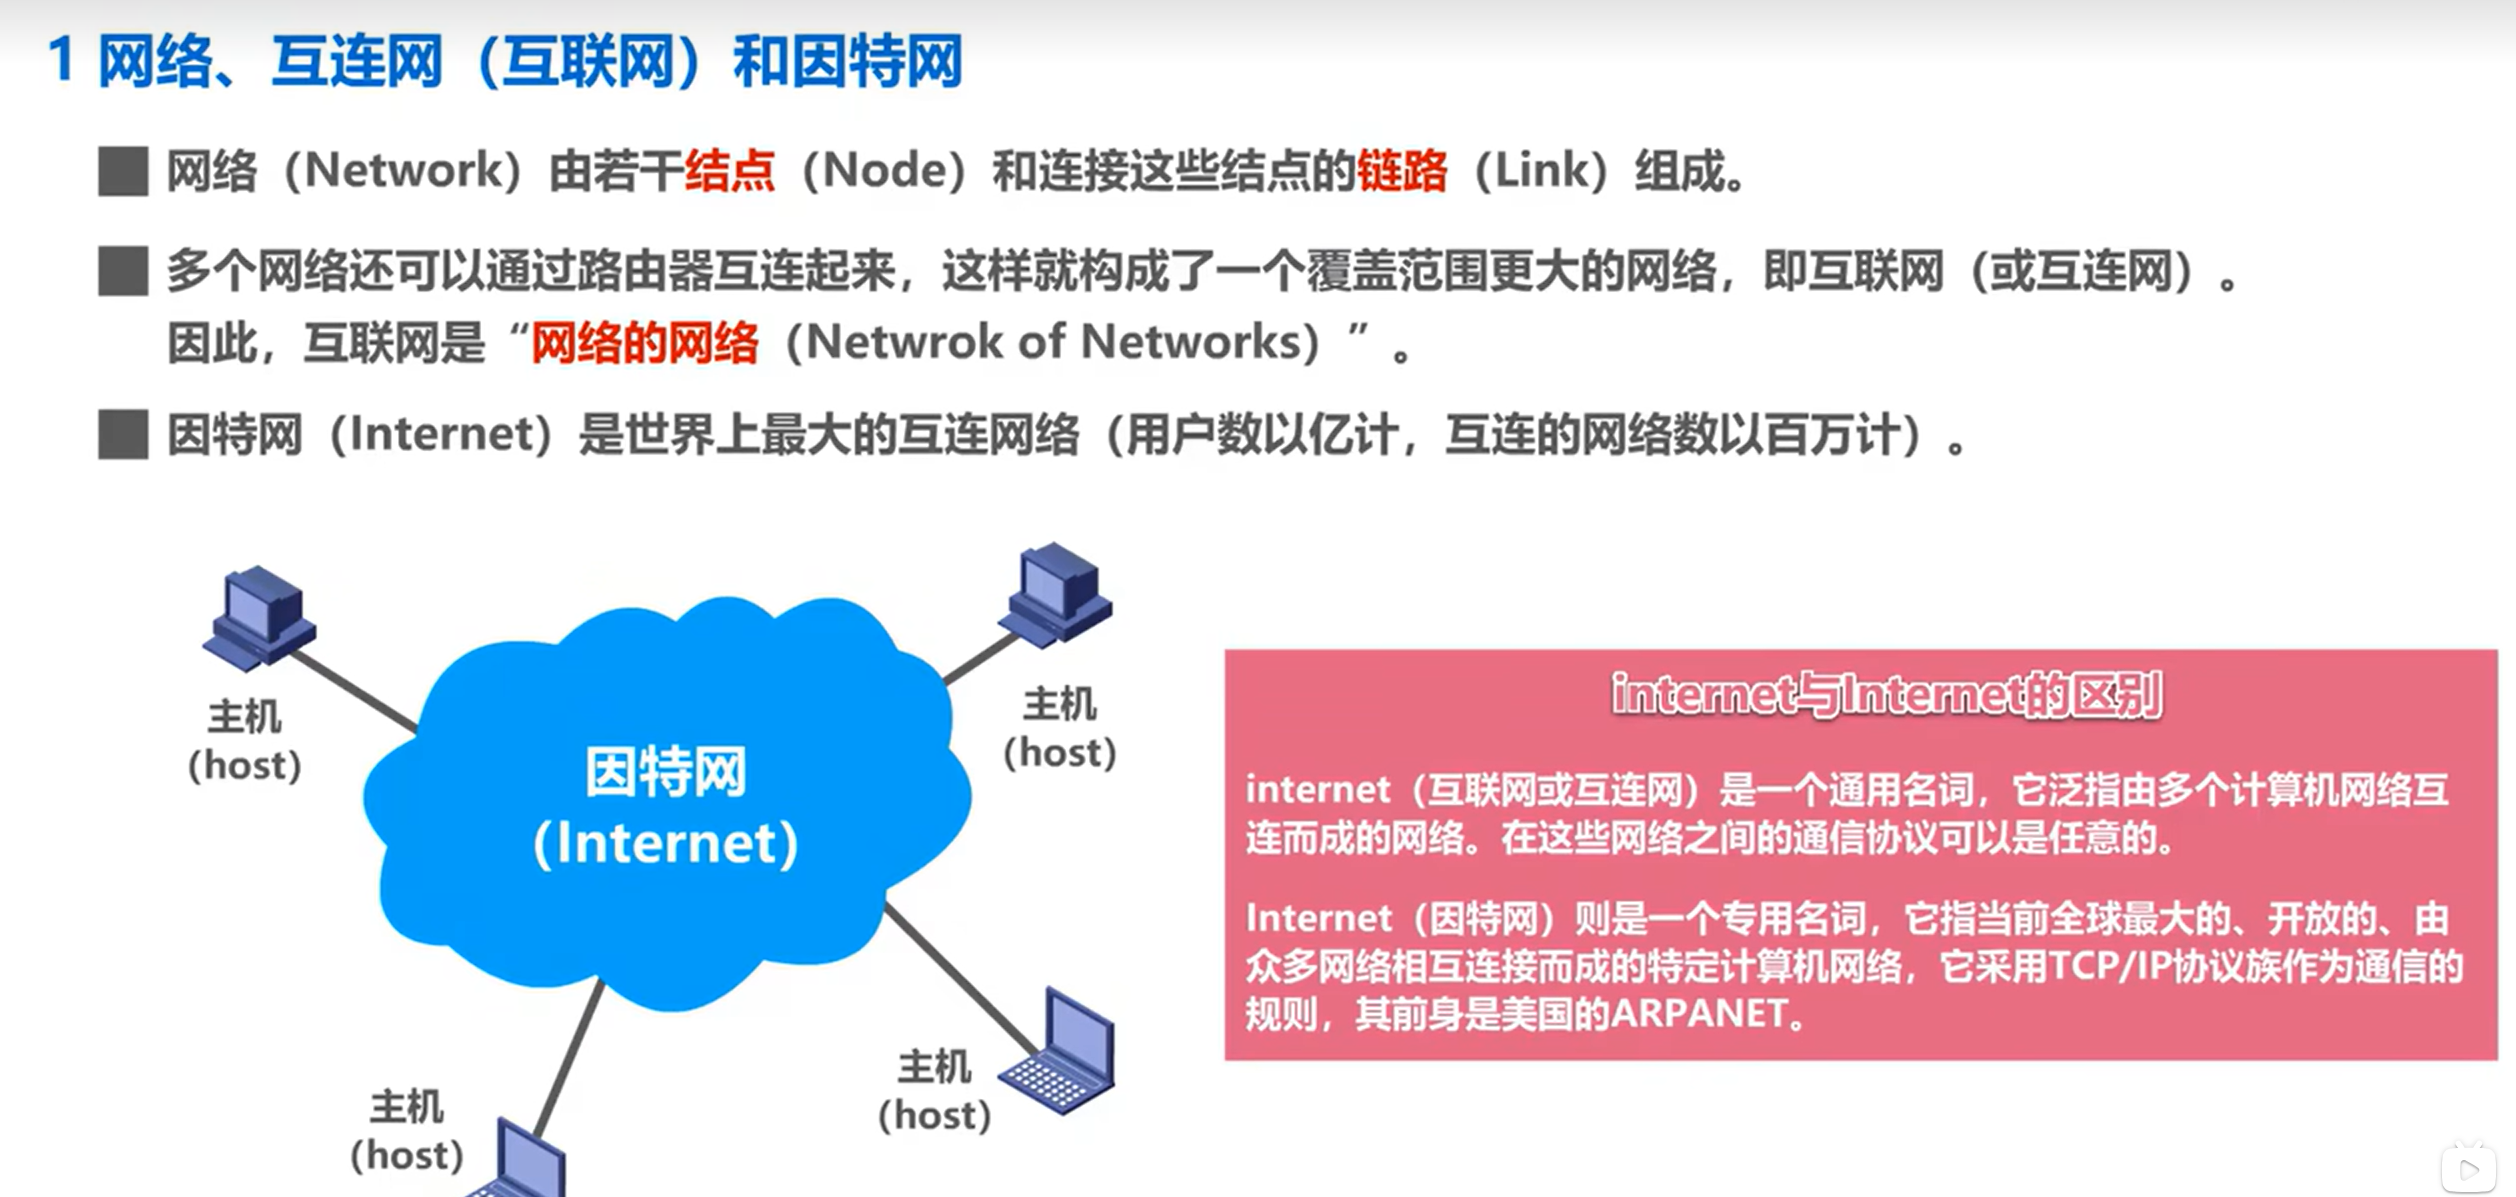 1 网络、互连网（互联网）和因特网
网络（Network）由若干结点（Node）和连接这些结点的链路（Link）组成。
多个网络还可以通过路由器互连起来，这样就构成了一个覆盖范围更大的网络，即互联网（或互连网）。
因此，互联网是“网络的网络（Netwrok of Networks）”。
因特网（Internet）是世界上最大的互连网络（用户数以亿计，互连的网络数以百万计）。
主机
(host)
主机
(host)
因特网
(Internet)
主机
(host)
主机
(host)
internet与Internet的区别
internet（互联网或互连网）是一个通用名词，它泛指由多个计算机网络互
连而成的网络。在这些网络之间的通信协议可以是任意的。
Internet（因特网）则是一个专用名词，它指当前全球最大的、开放的、由
众多网络相互连接而成的特定计算机网络，它采用TCP/IP协议族作为通信的
规则，其前身是美国的ARPANET。